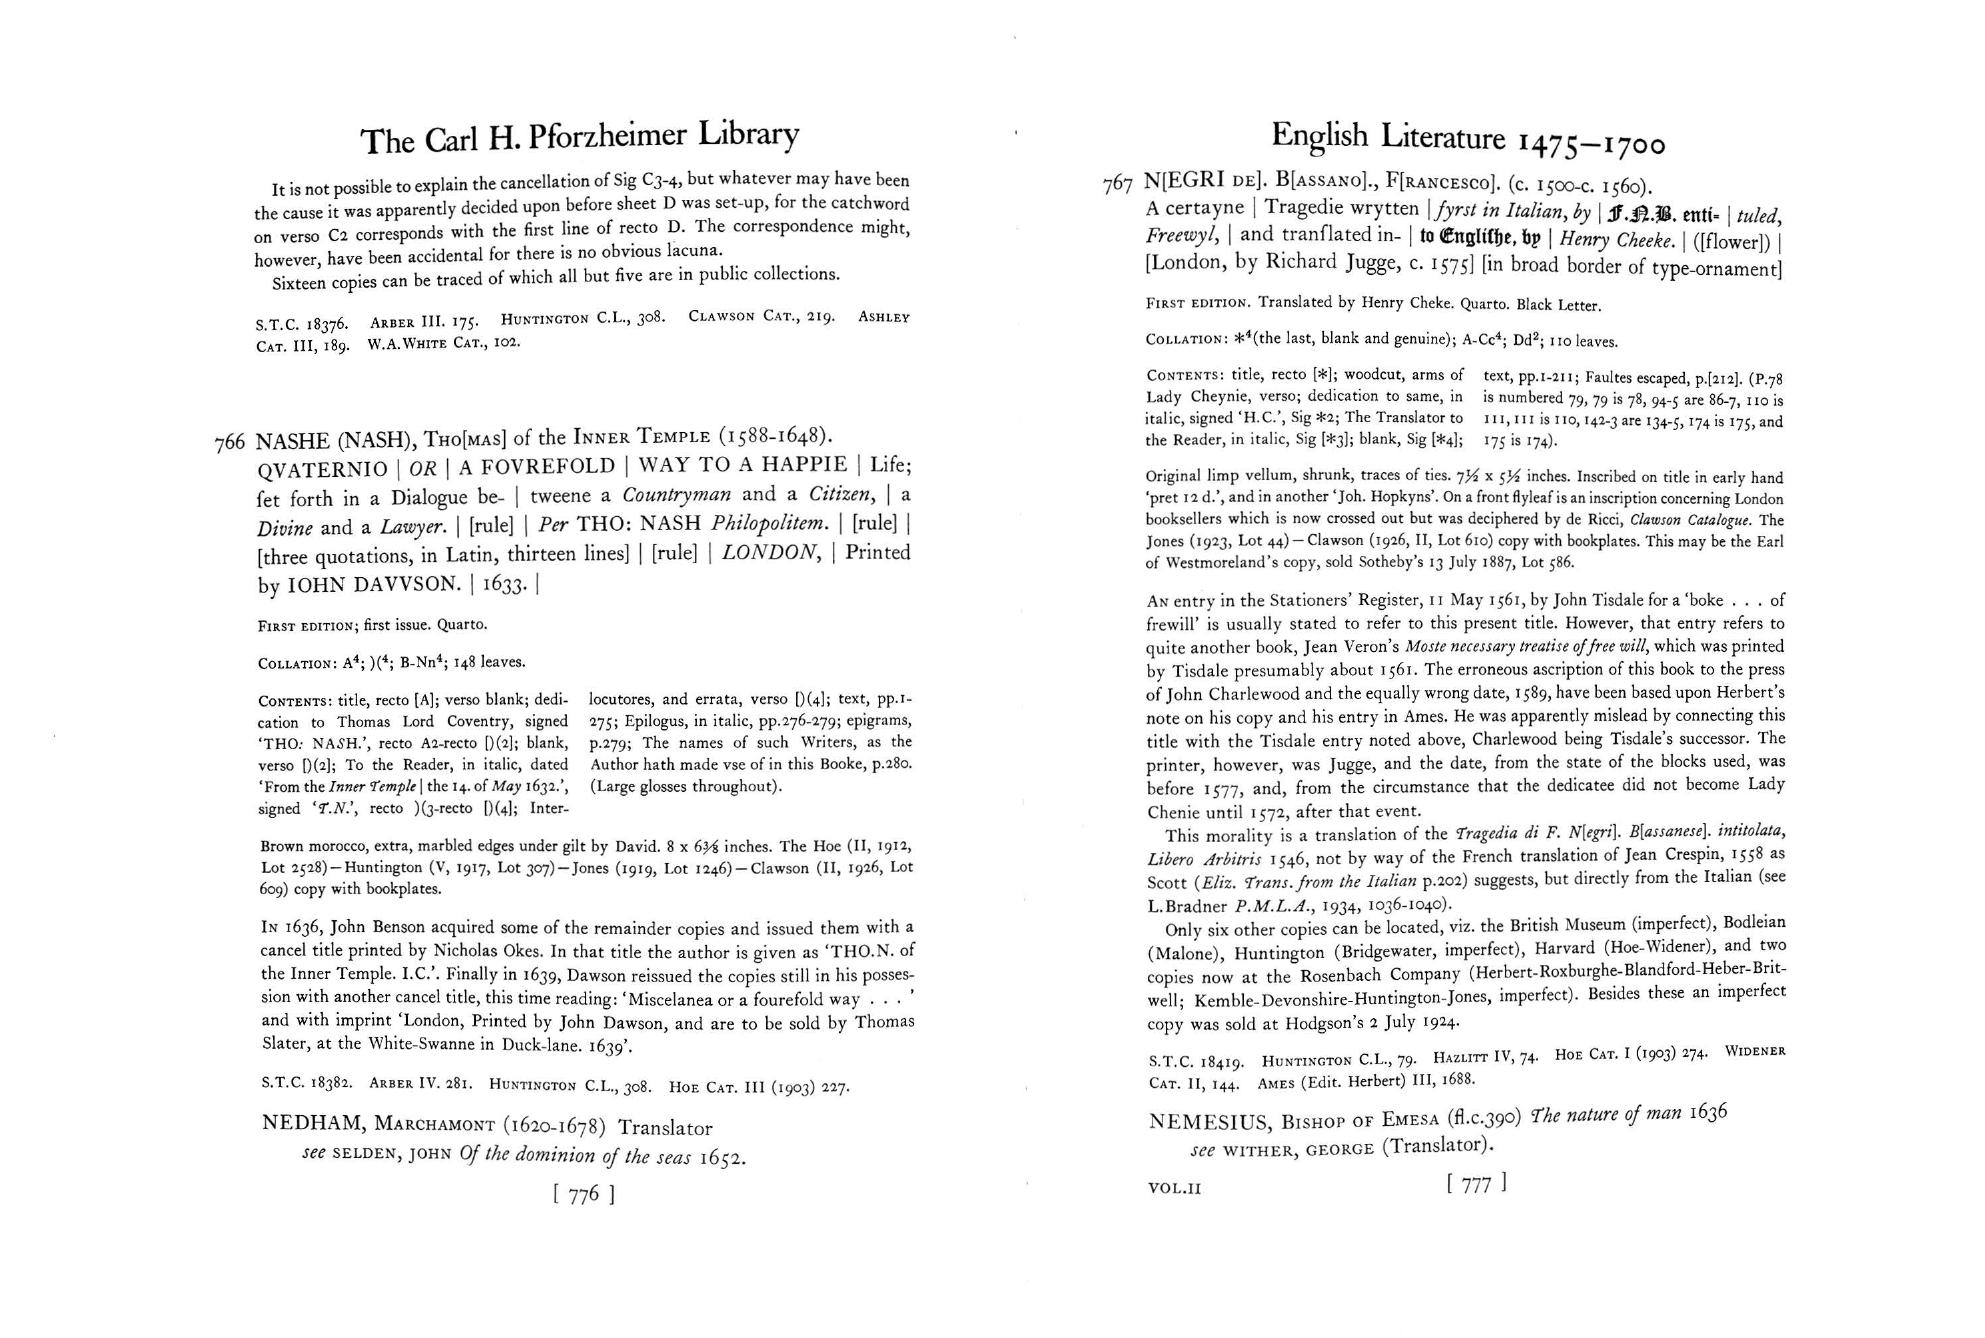 The Carl H. Pforzheimer Library
It is not possible to explain the cancellation of Sig C3-4, but whatever may have been
the cause it was apparently decided upon before sheet D was set-up, for the catchword
on verso C2 corresponds with the first line of recto D. The correspondence might,
however, have been accidental for there is no obvious lacuna.
Sixteen copies can be traced of which all but five are in public collections.
S.T.C. 18376. ARBER III. 175. HUNTINGTON C.L., 308. CLAWSON CAT., 219. ASHLEY
CAT. III, 189. W.A.WHITE CAT., 102.
766 NASHE (NASH), THO[MAS] of the INNER TEMPLE (1588-1648).
QVATERNIO | OR | A FOVREFOLD | WAY TO A HAPPIE | Life;
ſet forth in a Dialogue be- | tweene a Countryman and a Citizen, | a
Divine and a Lawyer. | [rule] | Per THO: NASH Philopolitem. | [rule] |
[three quotations, in Latin, thirteen lines] | [rule] | LONDON, | Printed
by IOHN DAVVSON. | 1633. |
FIRST EDITION; first issue. Quarto.
COLLATION: A⁴; )(⁴; B-Nn⁴; 148 leaves.
CONTENTS: title, recto [A]; verso blank; dedi-
cation to Thomas Lord Coventry, signed
'THO: NASH.', recto A2-recto [)(2]; blank,
verso [)(2]; To the Reader, in italic, dated
'From the Inner Temple | the 14. of May 1632.',
signed 'T.N.', recto )(3-recto [)(4]; Inter-
locutores, and errata, verso [)(4]; text, pp.1-
275; Epilogus, in italic, pp.276-279; epigrams,
p.279; The names of such Writers, as the
Author hath made vse of in this Booke, p.280.
(Large glosses throughout).
Brown morocco, extra, marbled edges under gilt by David. 8 x 6⅜ inches. The Hoe (II, 1912,
Lot 2528)—Huntington (V, 1917, Lot 307)—Jones (1919, Lot 1246)—Clawson (II, 1926, Lot
609) copy with bookplates.
IN 1636, John Benson acquired some of the remainder copies and issued them with a
cancel title printed by Nicholas Okes. In that title the author is given as 'THO.N. of
the Inner Temple. I.C.'. Finally in 1639, Dawson reissued the copies still in his posses-
sion with another cancel title, this time reading: 'Miscelanea or a fourefold way . . . '
and with imprint 'London, Printed by John Dawson, and are to be sold by Thomas
Slater, at the White-Swanne in Duck-lane. 1639'.
S.T.C. 18382. ARBER IV. 281. HUNTINGTON C.L., 308. HOE CAT. III (1903) 227.
NEDHAM, MARCHAMONT (1620-1678) Translator
see SELDEN, JOHN Of the dominion of the seas 1652.
[ 776 ]
English Literature 1475—1700
767 N[EGRI DE]. B[ASSANO]., F[RANCESCO]. (c. 1500-c. 1560).
A certayne | Tragedie wrytten | fyrst in Italian, by | F.N.B. enti= | tuled,
Freewyl, | and tranſlated in- | to Engliſhe, by | Henry Cheeke. | ([flower]) |
[London, by Richard Jugge, c. 1575] [in broad border of type-ornament]
FIRST EDITION. Translated by Henry Cheke. Quarto. Black Letter.
COLLATION: *⁴(the last, blank and genuine); A-Cc⁴; Dd²; 110 leaves.
CONTENTS: title, recto [*]; woodcut, arms of
Lady Cheynie, verso; dedication to same, in
italic, signed 'H.C.', Sig *2; The Translator to
the Reader, in italic, Sig [*3]; blank, Sig [*4];
text, pp.1-211; Faultes escaped, p.[212]. (P.78
is numbered 79, 79 is 78, 94-5 are 86-7, 110 is
111, 111 is 110, 142-3 are 134-5, 174 is 175, and
175 is 174).
Original limp vellum, shrunk, traces of ties. 7½ x 5½ inches. Inscribed on title in early hand
'pret 12 d.', and in another 'Joh. Hopkyns'. On a front flyleaf is an inscription concerning London
booksellers which is now crossed out but was deciphered by de Ricci, Clawson Catalogue. The
Jones (1923, Lot 44)—Clawson (1926, II, Lot 610) copy with bookplates. This may be the Earl
of Westmoreland's copy, sold Sotheby's 13 July 1887, Lot 586.
AN entry in the Stationers' Register, 11 May 1561, by John Tisdale for a 'boke . . . of
frewill' is usually stated to refer to this present title. However, that entry refers to
quite another book, Jean Veron's Moste necessary treatise of free will, which was printed
by Tisdale presumably about 1561. The erroneous ascription of this book to the press
of John Charlewood and the equally wrong date, 1589, have been based upon Herbert's
note on his copy and his entry in Ames. He was apparently mislead by connecting this
title with the Tisdale entry noted above, Charlewood being Tisdale's successor. The
printer, however, was Jugge, and the date, from the state of the blocks used, was
before 1577, and, from the circumstance that the dedicatee did not become Lady
Chenie until 1572, after that event.
This morality is a translation of the Tragedia di F. N[egri]. B[assanese]. intitolata,
Libero Arbitris 1546, not by way of the French translation of Jean Crespin, 1558 as
Scott (Eliz. Trans. from the Italian p.202) suggests, but directly from the Italian (see
L.Bradner P.M.L.A., 1934, 1036-1040).
Only six other copies can be located, viz. the British Museum (imperfect), Bodleian
(Malone), Huntington (Bridgewater, imperfect), Harvard (Hoe-Widener), and two
copies now at the Rosenbach Company (Herbert-Roxburghe-Blandford-Heber-Brit-
well; Kemble-Devonshire-Huntington-Jones, imperfect). Besides these an imperfect
copy was sold at Hodgson's 2 July 1924.
S.T.C. 18419. HUNTINGTON C.L., 79. HAZLITT IV, 74. HOE CAT. I (1903) 274. WIDENER
CAT. II, 144. AMES (Edit. Herbert) III, 1688.
NEMESIUS, BISHOP OF EMESA (fl.c.390) The nature of man 1636
see WITHER, GEORGE (Translator).
VOL.II
[ 777 ]